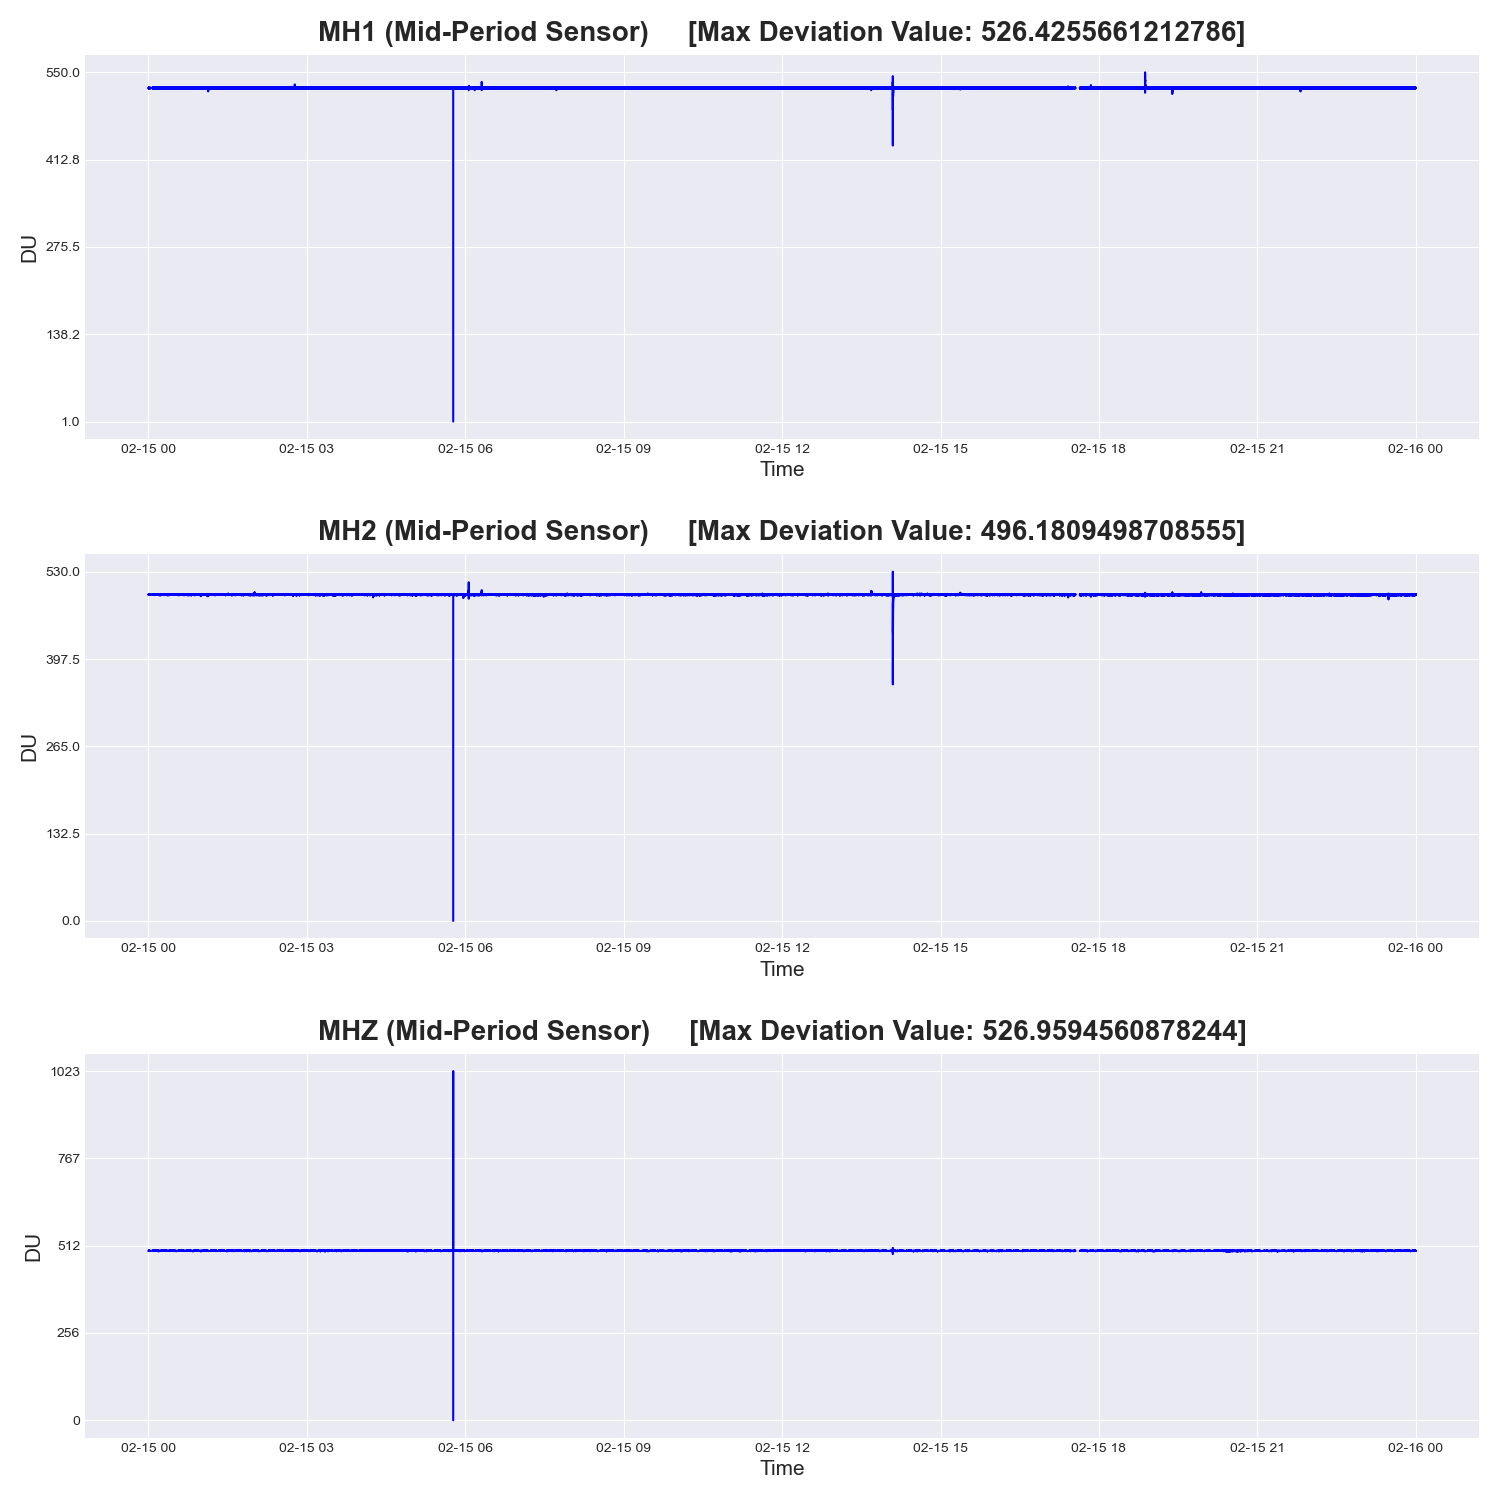 MH1 (Mid-Period Sensor) [Max Deviation Value: 526.4255661212786]
550.0
412.8
275.5
138.2
1.0
DU
02-15 00 02-15 03 02-15 06 02-15 09 02-15 12 02-15 15 02-15 18 02-15 21 02-16 00
Time
MH2 (Mid-Period Sensor) [Max Deviation Value: 496.1809498708555]
530.0
397.5
265.0
132.5
0.0
DU
02-15 00 02-15 03 02-15 06 02-15 09 02-15 12 02-15 15 02-15 18 02-15 21 02-16 00
Time
MHZ (Mid-Period Sensor) [Max Deviation Value: 526.9594560878244]
1023
767
512
256
0
DU
02-15 00 02-15 03 02-15 06 02-15 09 02-15 12 02-15 15 02-15 18 02-15 21 02-16 00
Time